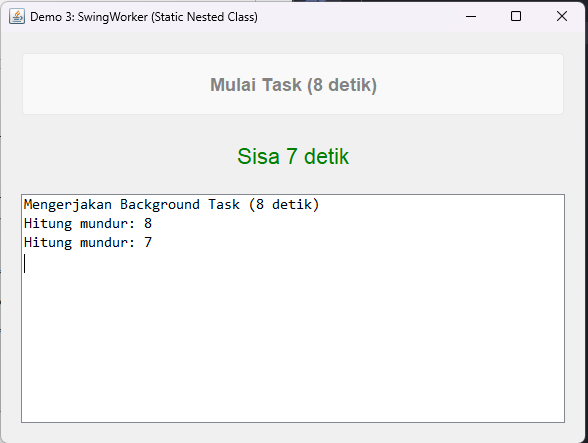 Demo 3: SwingWorker (Static Nested Class)
Mulai Task (8 detik)
Sisa 7 detik
Mengerjakan Background Task (8 detik)
Hitung mundur: 8
Hitung mundur: 7